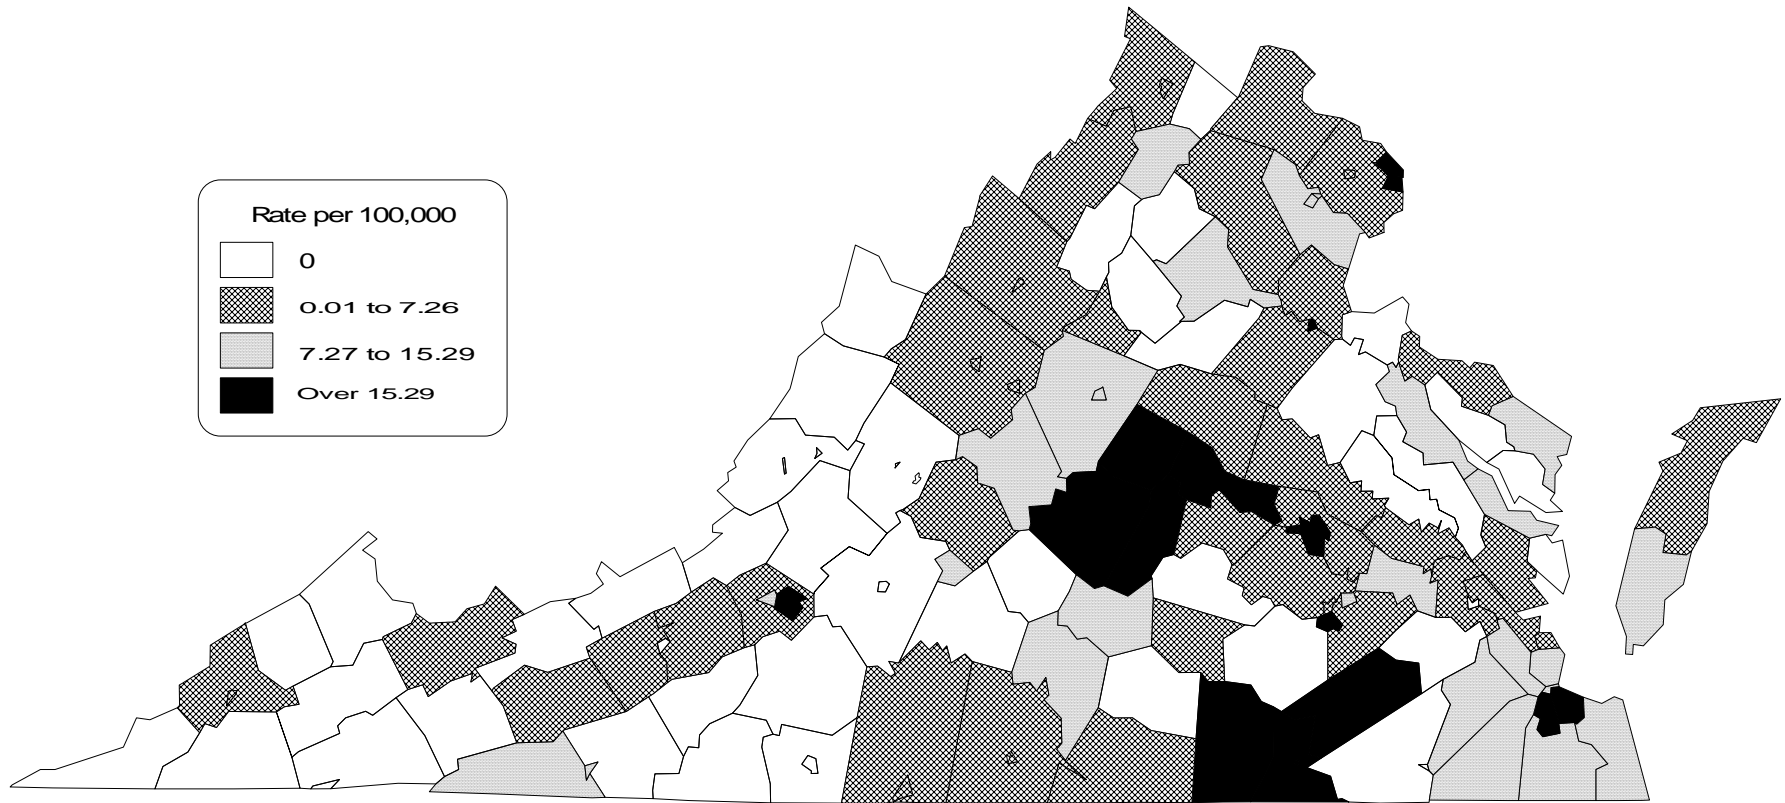 Rate per 100,000
0
0.01 to 7.26
7.27 to 15.29
Over 15.29